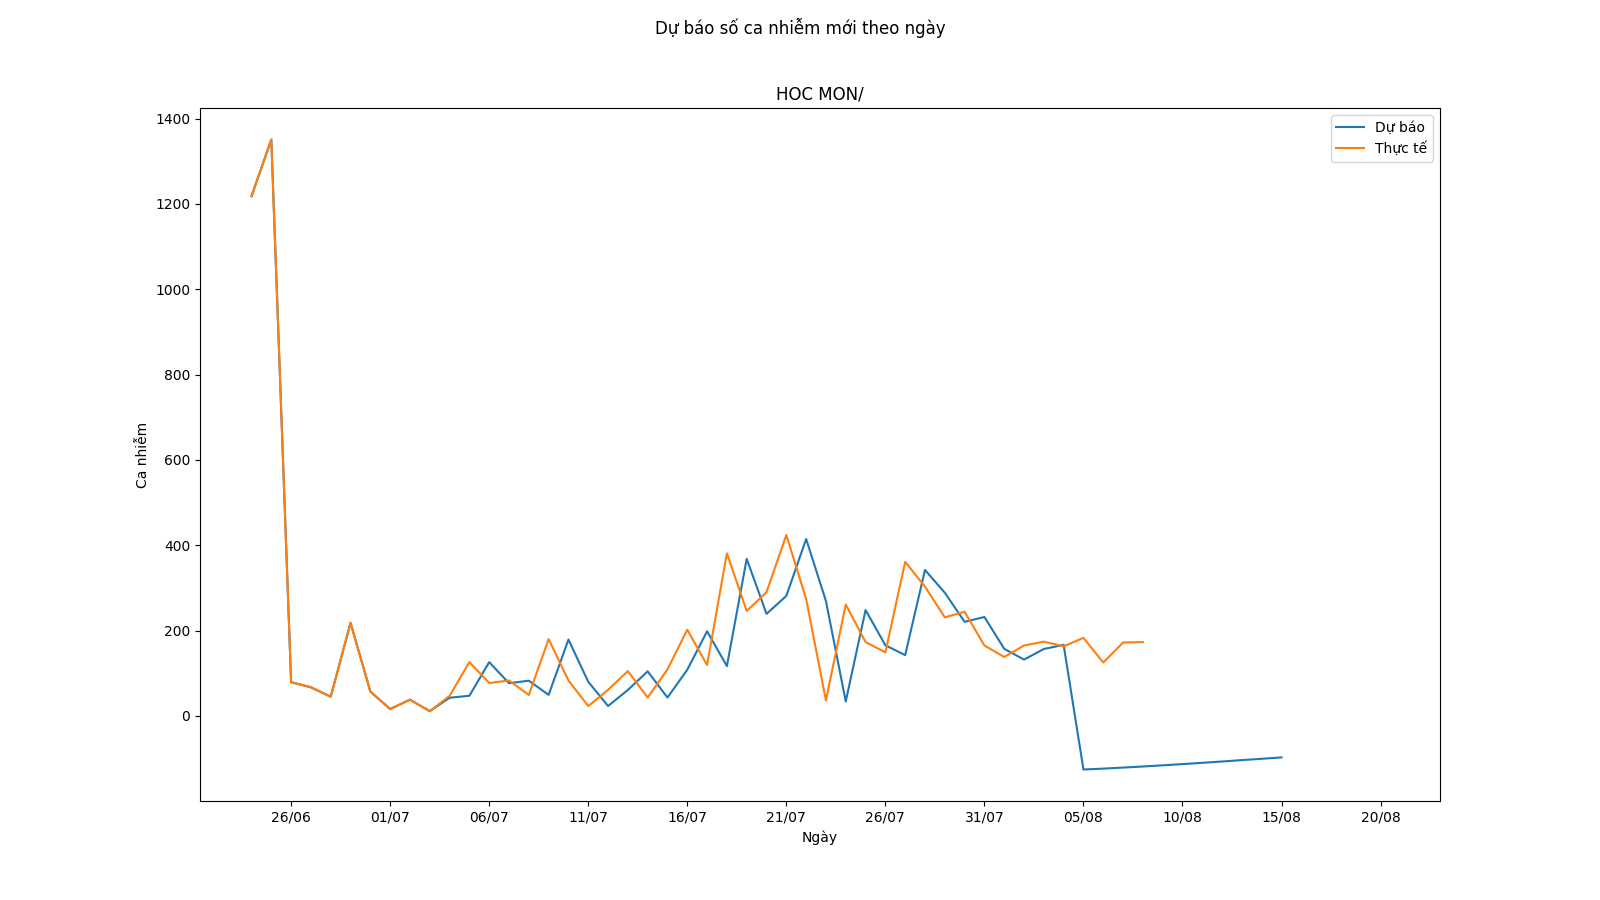 Dự báo số ca nhiễm mới theo ngày
HOC MON/
Dự báo
Thực tế
1400
1200
1000
800
600
400
200
0
Ca nhiễm
26/06 01/07 06/07 11/07 16/07 21/07 26/07 31/07 05/08 10/08 15/08 20/08
Ngày